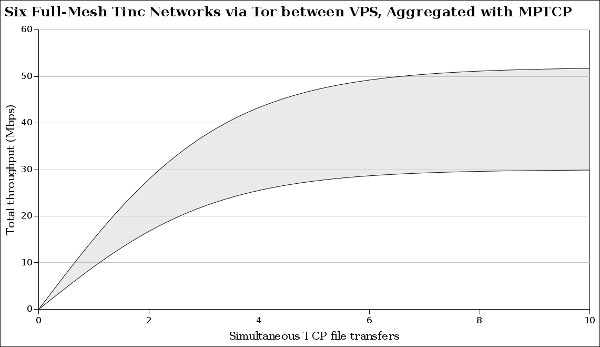 Six Full-Mesh Tinc Networks via Tor between VPS, Aggregated with MPTCP
60
50
40
30
20
10
0
Total throughput (Mbps)
0 2 4 6 8 10
Simultaneous TCP file transfers